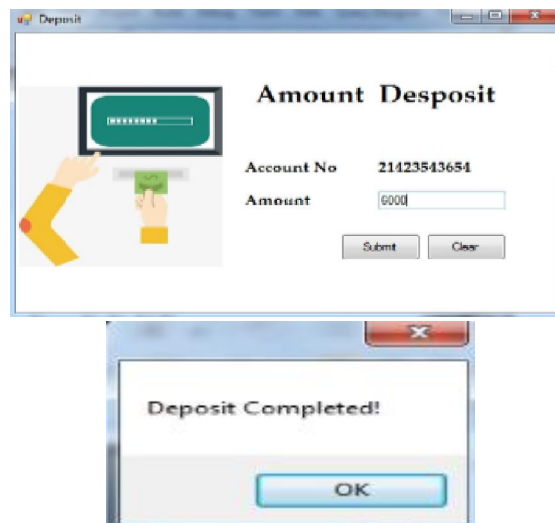 Deposit
Amount Desposit
Account No 21423543654
Amount 6000
Submit Clear
Deposit Completed!
OK